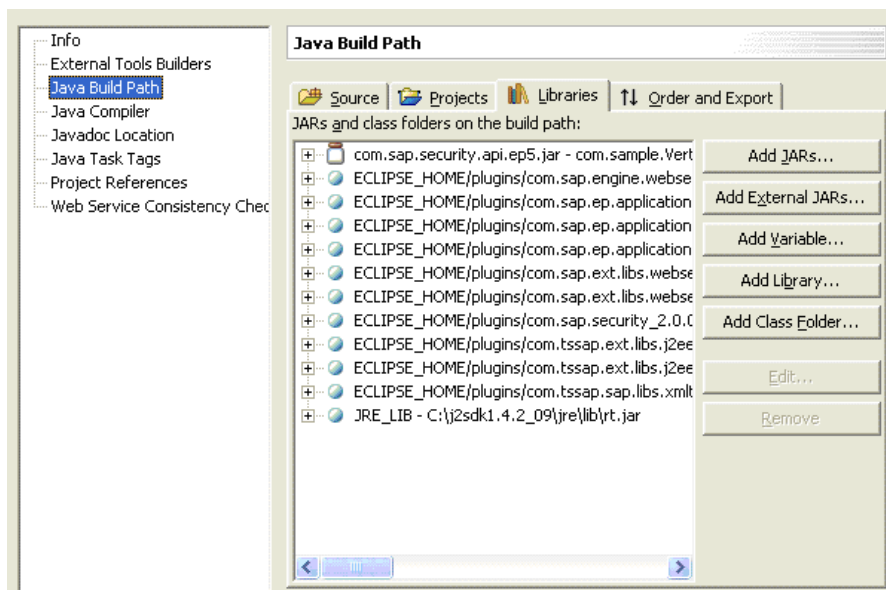 Info
External Tools Builders
Java Build Path
Java Compiler
Javadoc Location
Java Task Tags
Project References
Web Service Consistency Chec
Java Build Path
Source Projects Libraries Order and Export
JARs and class folders on the build path:
com.sap.security.api.ep5.jar - com.sample.Vert
ECLIPSE_HOME/plugins/com.sap.engine.webse
ECLIPSE_HOME/plugins/com.sap.ep.application
ECLIPSE_HOME/plugins/com.sap.ep.application
ECLIPSE_HOME/plugins/com.sap.ep.application
ECLIPSE_HOME/plugins/com.sap.ext.libs.webse
ECLIPSE_HOME/plugins/com.sap.ext.libs.webse
ECLIPSE_HOME/plugins/com.sap.security_2.0.0
ECLIPSE_HOME/plugins/com.tssap.ext.libs.j2ee
ECLIPSE_HOME/plugins/com.tssap.ext.libs.j2ee
ECLIPSE_HOME/plugins/com.tssap.sap.libs.xmlt
JRE_LIB - C:\j2sdk1.4.2_09\jre\lib\rt.jar
Add JARs...
Add External JARs...
Add Variable...
Add Library...
Add Class Folder...
Edit...
Remove